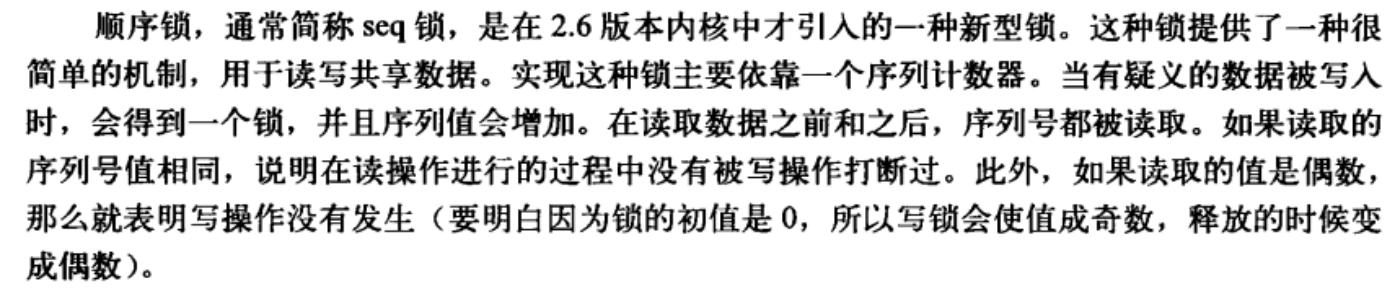 顺序锁，通常简称 seq 锁，是在 2.6 版本内核中才引入的一种新型锁。这种锁提供了一种很
简单的机制，用于读写共享数据。实现这种锁主要依靠一个序列计数器。当有疑义的数据被写入
时，会得到一个锁，并且序列值会增加。在读取数据之前和之后，序列号都被读取。如果读取的
序列号值相同，说明在读操作进行的过程中没有被写操作打断过。此外，如果读取的值是偶数，
那么就表明写操作没有发生（要明白因为锁的初值是 0，所以写锁会使值成奇数，释放的时候变
成偶数）。